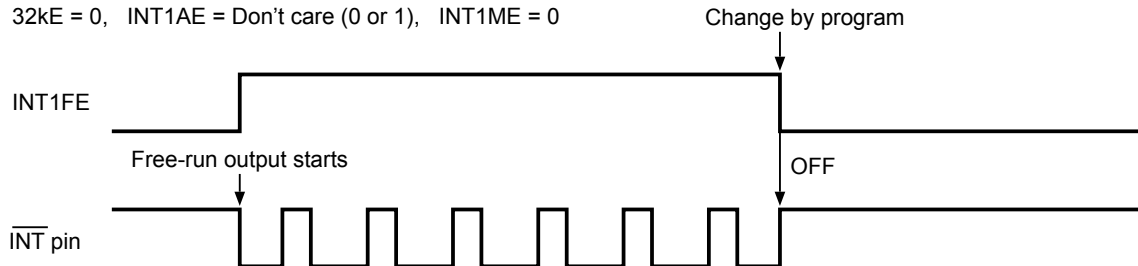 32kE = 0, INT1AE = Don't care (0 or 1), INT1ME = 0
Change by program
INT1FE
Free-run output starts
OFF
INT pin